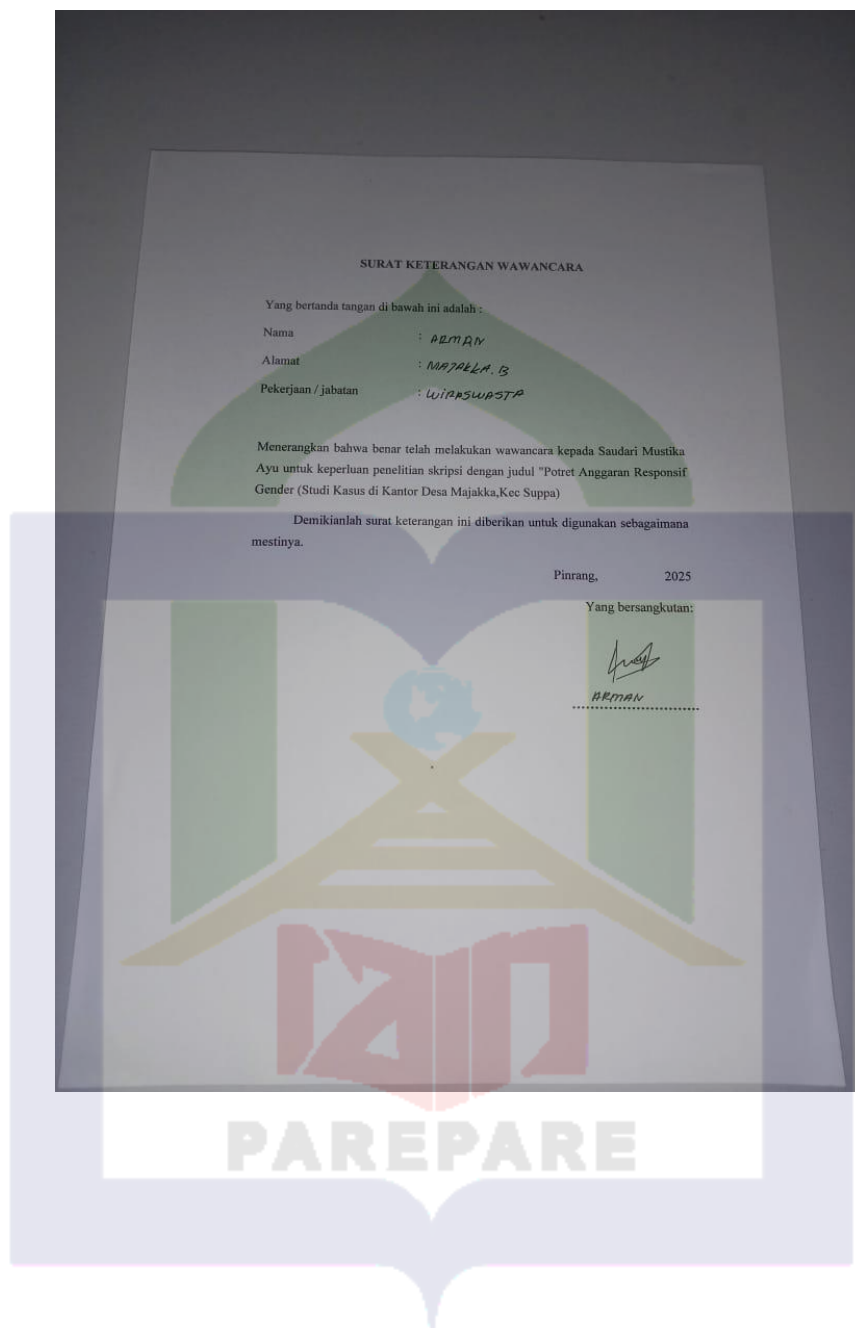 SURAT KETERANGAN WAWANCARA
Yang bertanda tangan di bawah ini adalah :
Nama : ARMAN
Alamat : MAJAKKA. B
Pekerjaan / jabatan : WIRASWASTA
Menerangkan bahwa benar telah melakukan wawancara kepada Saudari Mustika
Ayu untuk keperluan penelitian skripsi dengan judul "Potret Anggaran Responsif
Gender (Studi Kasus di Kantor Desa Majakka,Kec Suppa)
Demikianlah surat keterangan ini diberikan untuk digunakan sebagaimana
mestinya.
Pinrang, 2025
Yang bersangkutan:
ARMAN
IAIN
PAREPARE